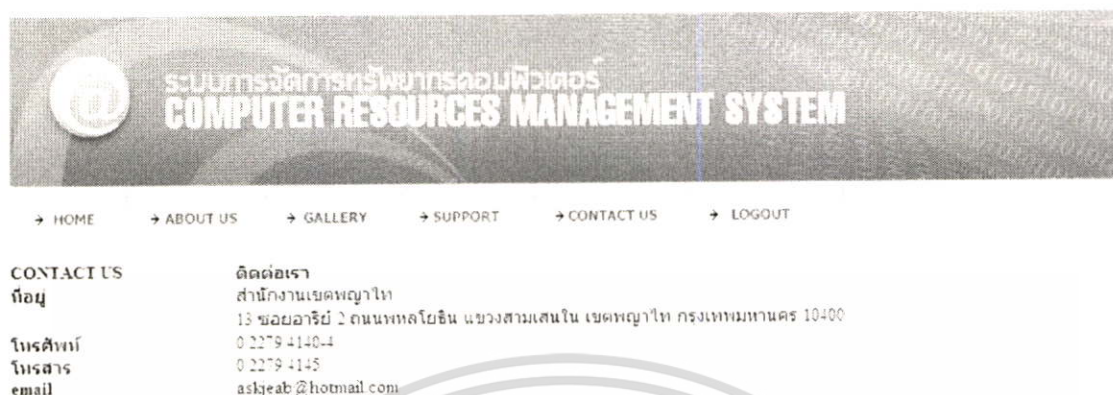 ระบบการจัดการทรัพยากรคอมพิวเตอร์
COMPUTER RESOURCES MANAGEMENT SYSTEM
→ HOME → ABOUT US → GALLERY → SUPPORT → CONTACT US → LOGOUT
CONTACT US ติดต่อเรา
ที่อยู่ สำนักงานเขตพญาไท
13 ซอยอารีย์ 2 ถนนพหลโยธิน แขวงสามเสนใน เขตพญาไท กรุงเทพมหานคร 10400
โทรศัพท์ 0 2279 4140-4
โทรสาร 0 2279 4145
email askjeab@hotmail.com